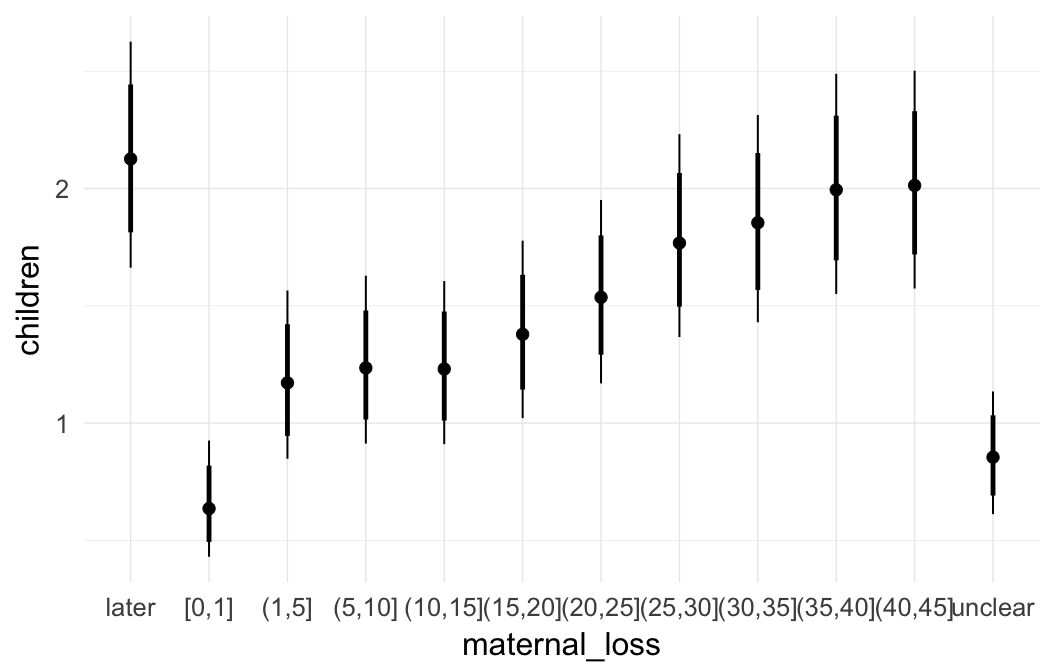 children
2
1
later [0,1] (1,5] (5,10] (10,15] (15,20] (20,25] (25,30] (30,35] (35,40] (40,45] unclear
maternal_loss